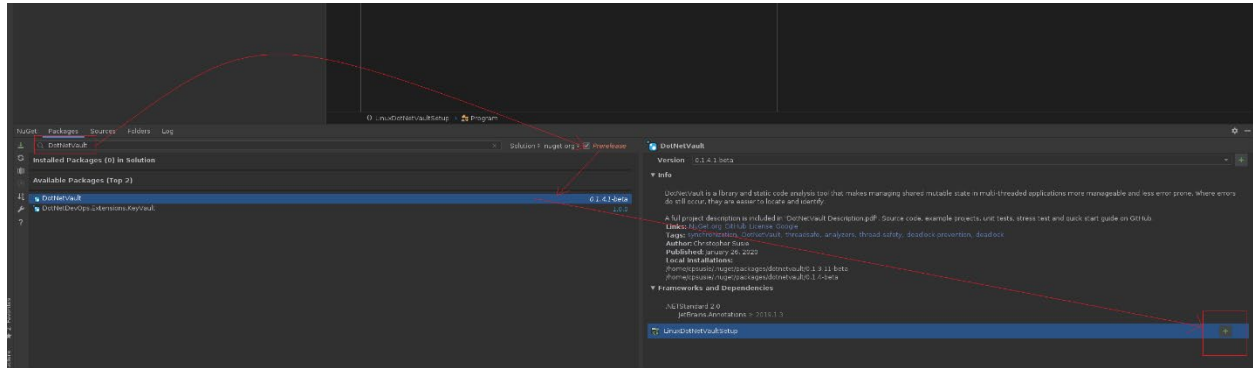 LinuxDotNetVaultSetup › Program
NuGet Packages Sources Folders Log
DotNetVault
Solution nuget.org Prerelease
Installed Packages (0) in Solution
Available Packages (Top 2)
DotNetVault 0.1.4.1-beta
DotNetDevOps.Extensions.KeyVault 1.0.0
DotNetVault
Version 0.1.4.1-beta
Info
DotNetVault is a library and static code analysis tool that makes managing shared mutable state in multi-threaded applications more manageable and less error prone. Where errors
do still occur, they are easier to locate and identify.
A full project description is included in "DotNetVault Description.pdf". Source code, example projects, unit tests, stress test and quick start guide on GitHub
Links: NuGet.org GitHub License Google
Tags: synchronization, DotNetVault, threadsafe, analyzers, thread-safety, deadlock-prevention, deadlock
Author: Christopher Susie
Published: January 26, 2020
Local Installations:
/home/cpsusie/.nuget/packages/dotnetvault/0.1.3.11-beta
/home/cpsusie/.nuget/packages/dotnetvault/0.1.4-beta
Frameworks and Dependencies
.NETStandard 2.0
JetBrains.Annotations ≥ 2019.1.3
LinuxDotNetVaultSetup
2: Favorites